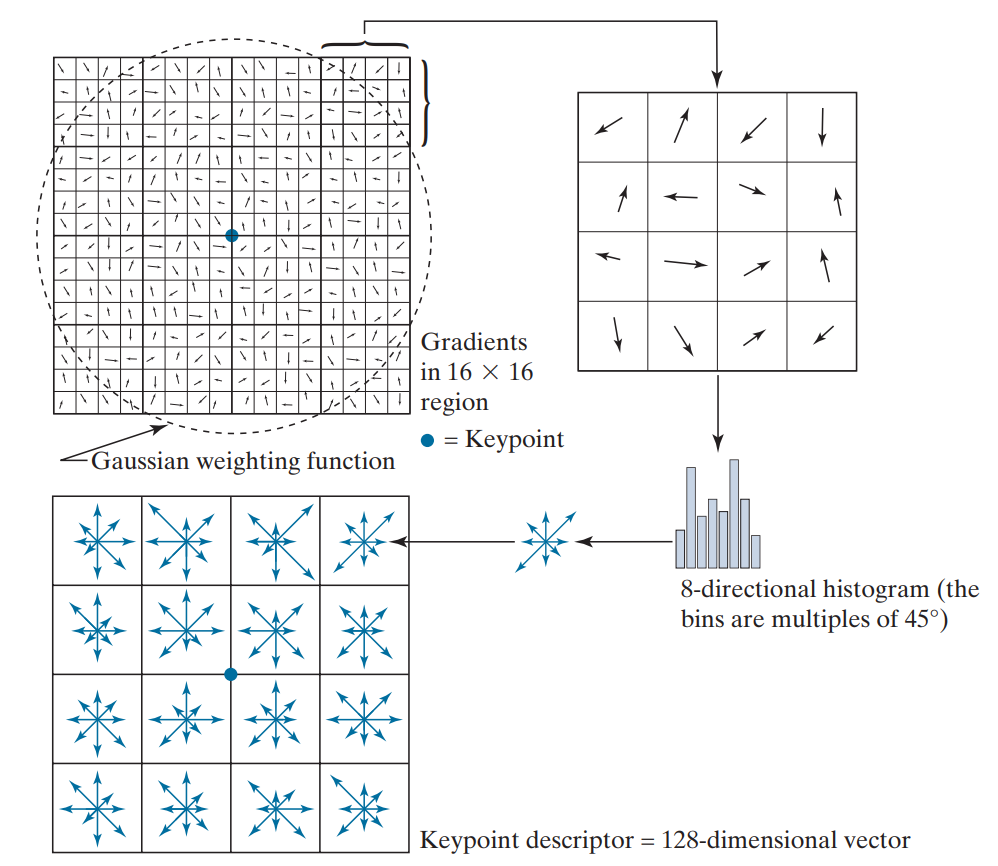 Gradients
in 16 × 16
region
= Keypoint
Gaussian weighting function
8-directional histogram (the
bins are multiples of 45°)
Keypoint descriptor = 128-dimensional vector